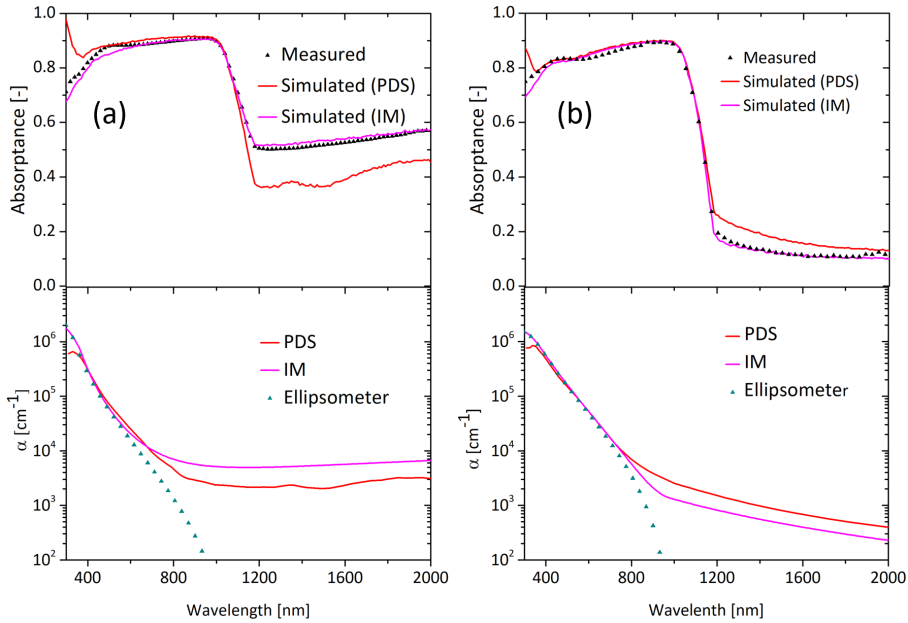 1.0
0.8
0.6
0.4
0.2
0.0
Absorptance [-]
(a)
Measured
Simulated (PDS)
Simulated (IM)
1.0
0.8
0.6
0.4
0.2
0.0
Absorptance [-]
(b)
Measured
Simulated (PDS)
Simulated (IM)
10^6
10^5
10^4
10^3
10^2
α [cm^-1]
PDS
IM
Ellipsometer
400 800 1200 1600 2000
Wavelength [nm]
10^6
10^5
10^4
10^3
10^2
α [cm^-1]
PDS
IM
Ellipsometer
400 800 1200 1600 2000
Wavelenth [nm]